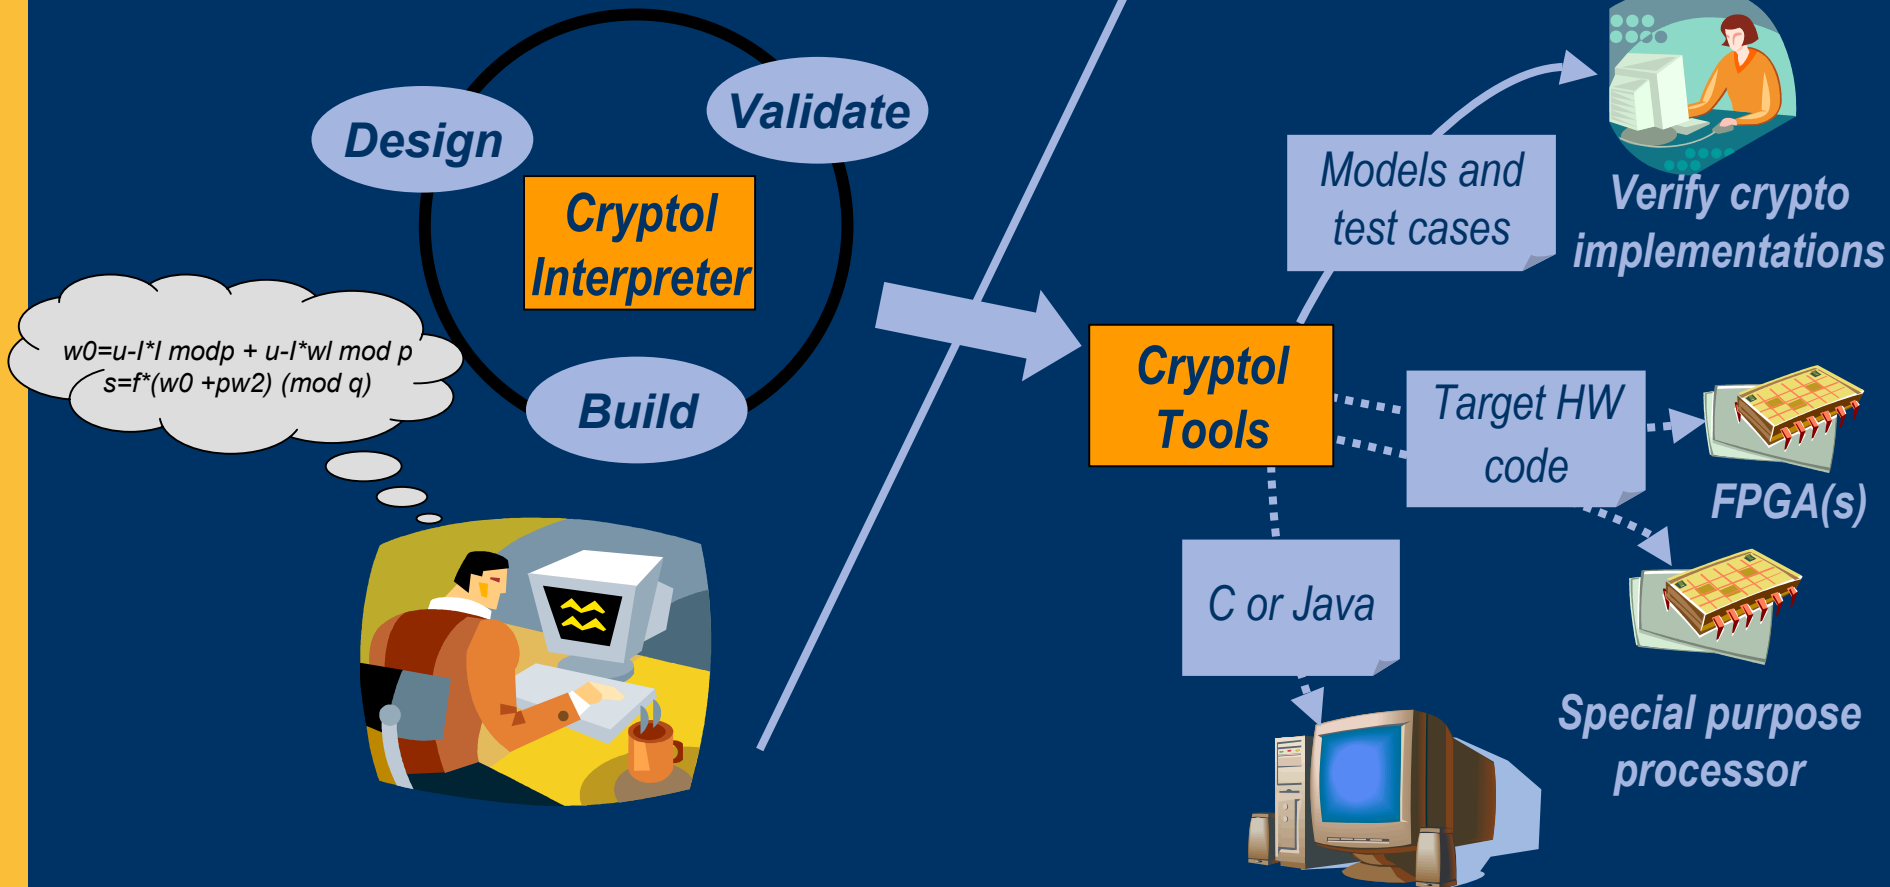 Design
Validate
Cryptol
Interpreter
Build
w0=u-I*I modp + u-I*wl mod p
s=f*(w0 +pw2) (mod q)
Models and
test cases
Verify crypto
implementations
Cryptol
Tools
Target HW
code
FPGA(s)
C or Java
Special purpose
processor